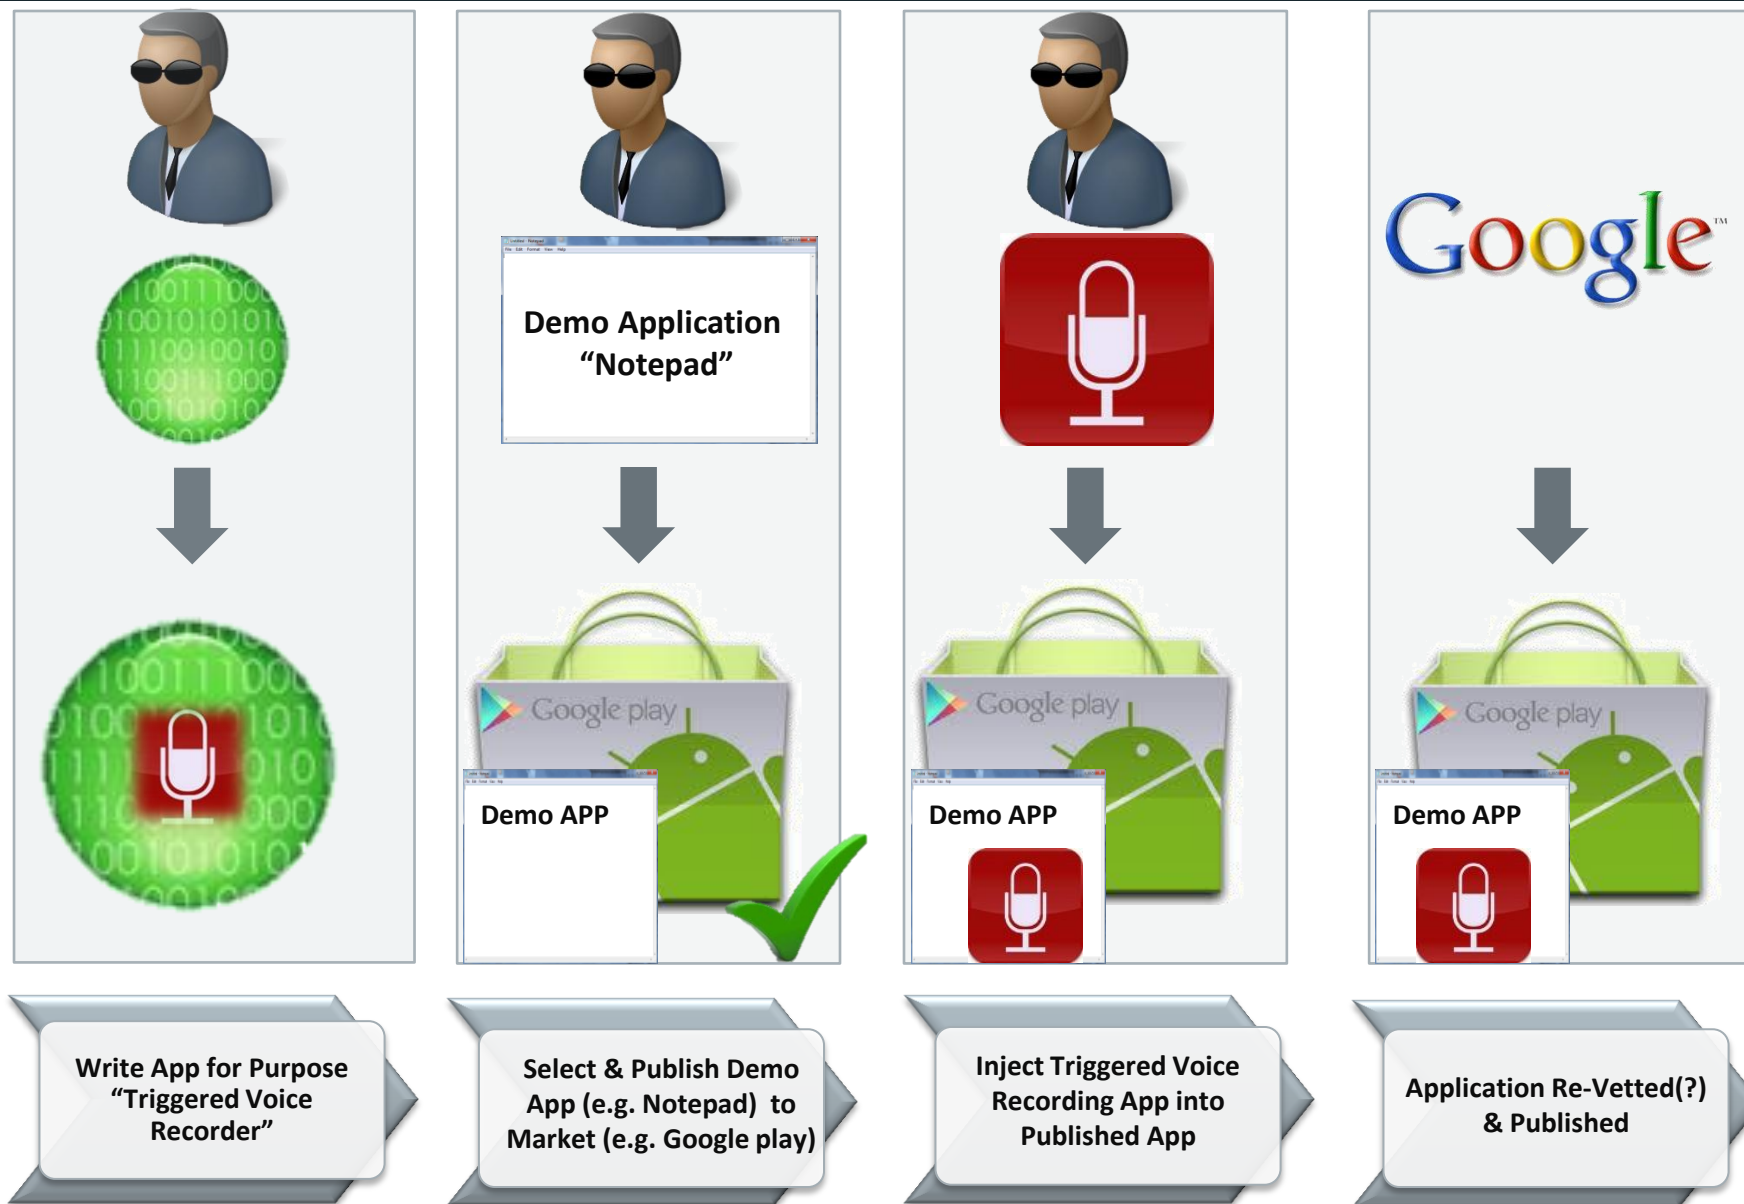 Demo Application
“Notepad”
Google™
Google play
Google play
Google play
Demo APP
Demo APP
Demo APP
Write App for Purpose
“Triggered Voice
Recorder”
Select & Publish Demo
App (e.g. Notepad) to
Market (e.g. Google play)
Inject Triggered Voice
Recording App into
Published App
Application Re-Vetted(?)
& Published